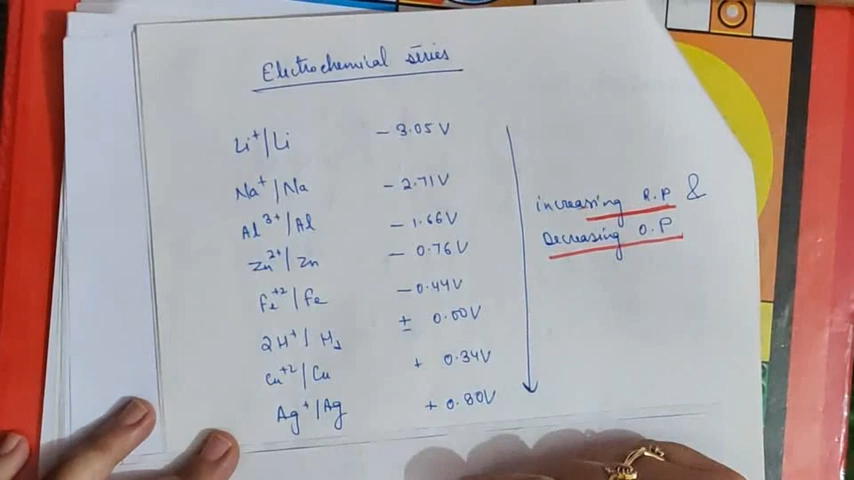 Electrochemical series
Li⁺/Li - 3.05V
Na⁺/Na - 2.71V
Al³⁺/Al - 1.66V
Zn²⁺/Zn - 0.76V
Fe⁺²/Fe - 0.44V
2H⁺/H₂ ± 0.00V
Cu⁺²/Cu + 0.34V
Ag⁺/Ag + 0.80V
increasing R.P &
Decreasing O.P